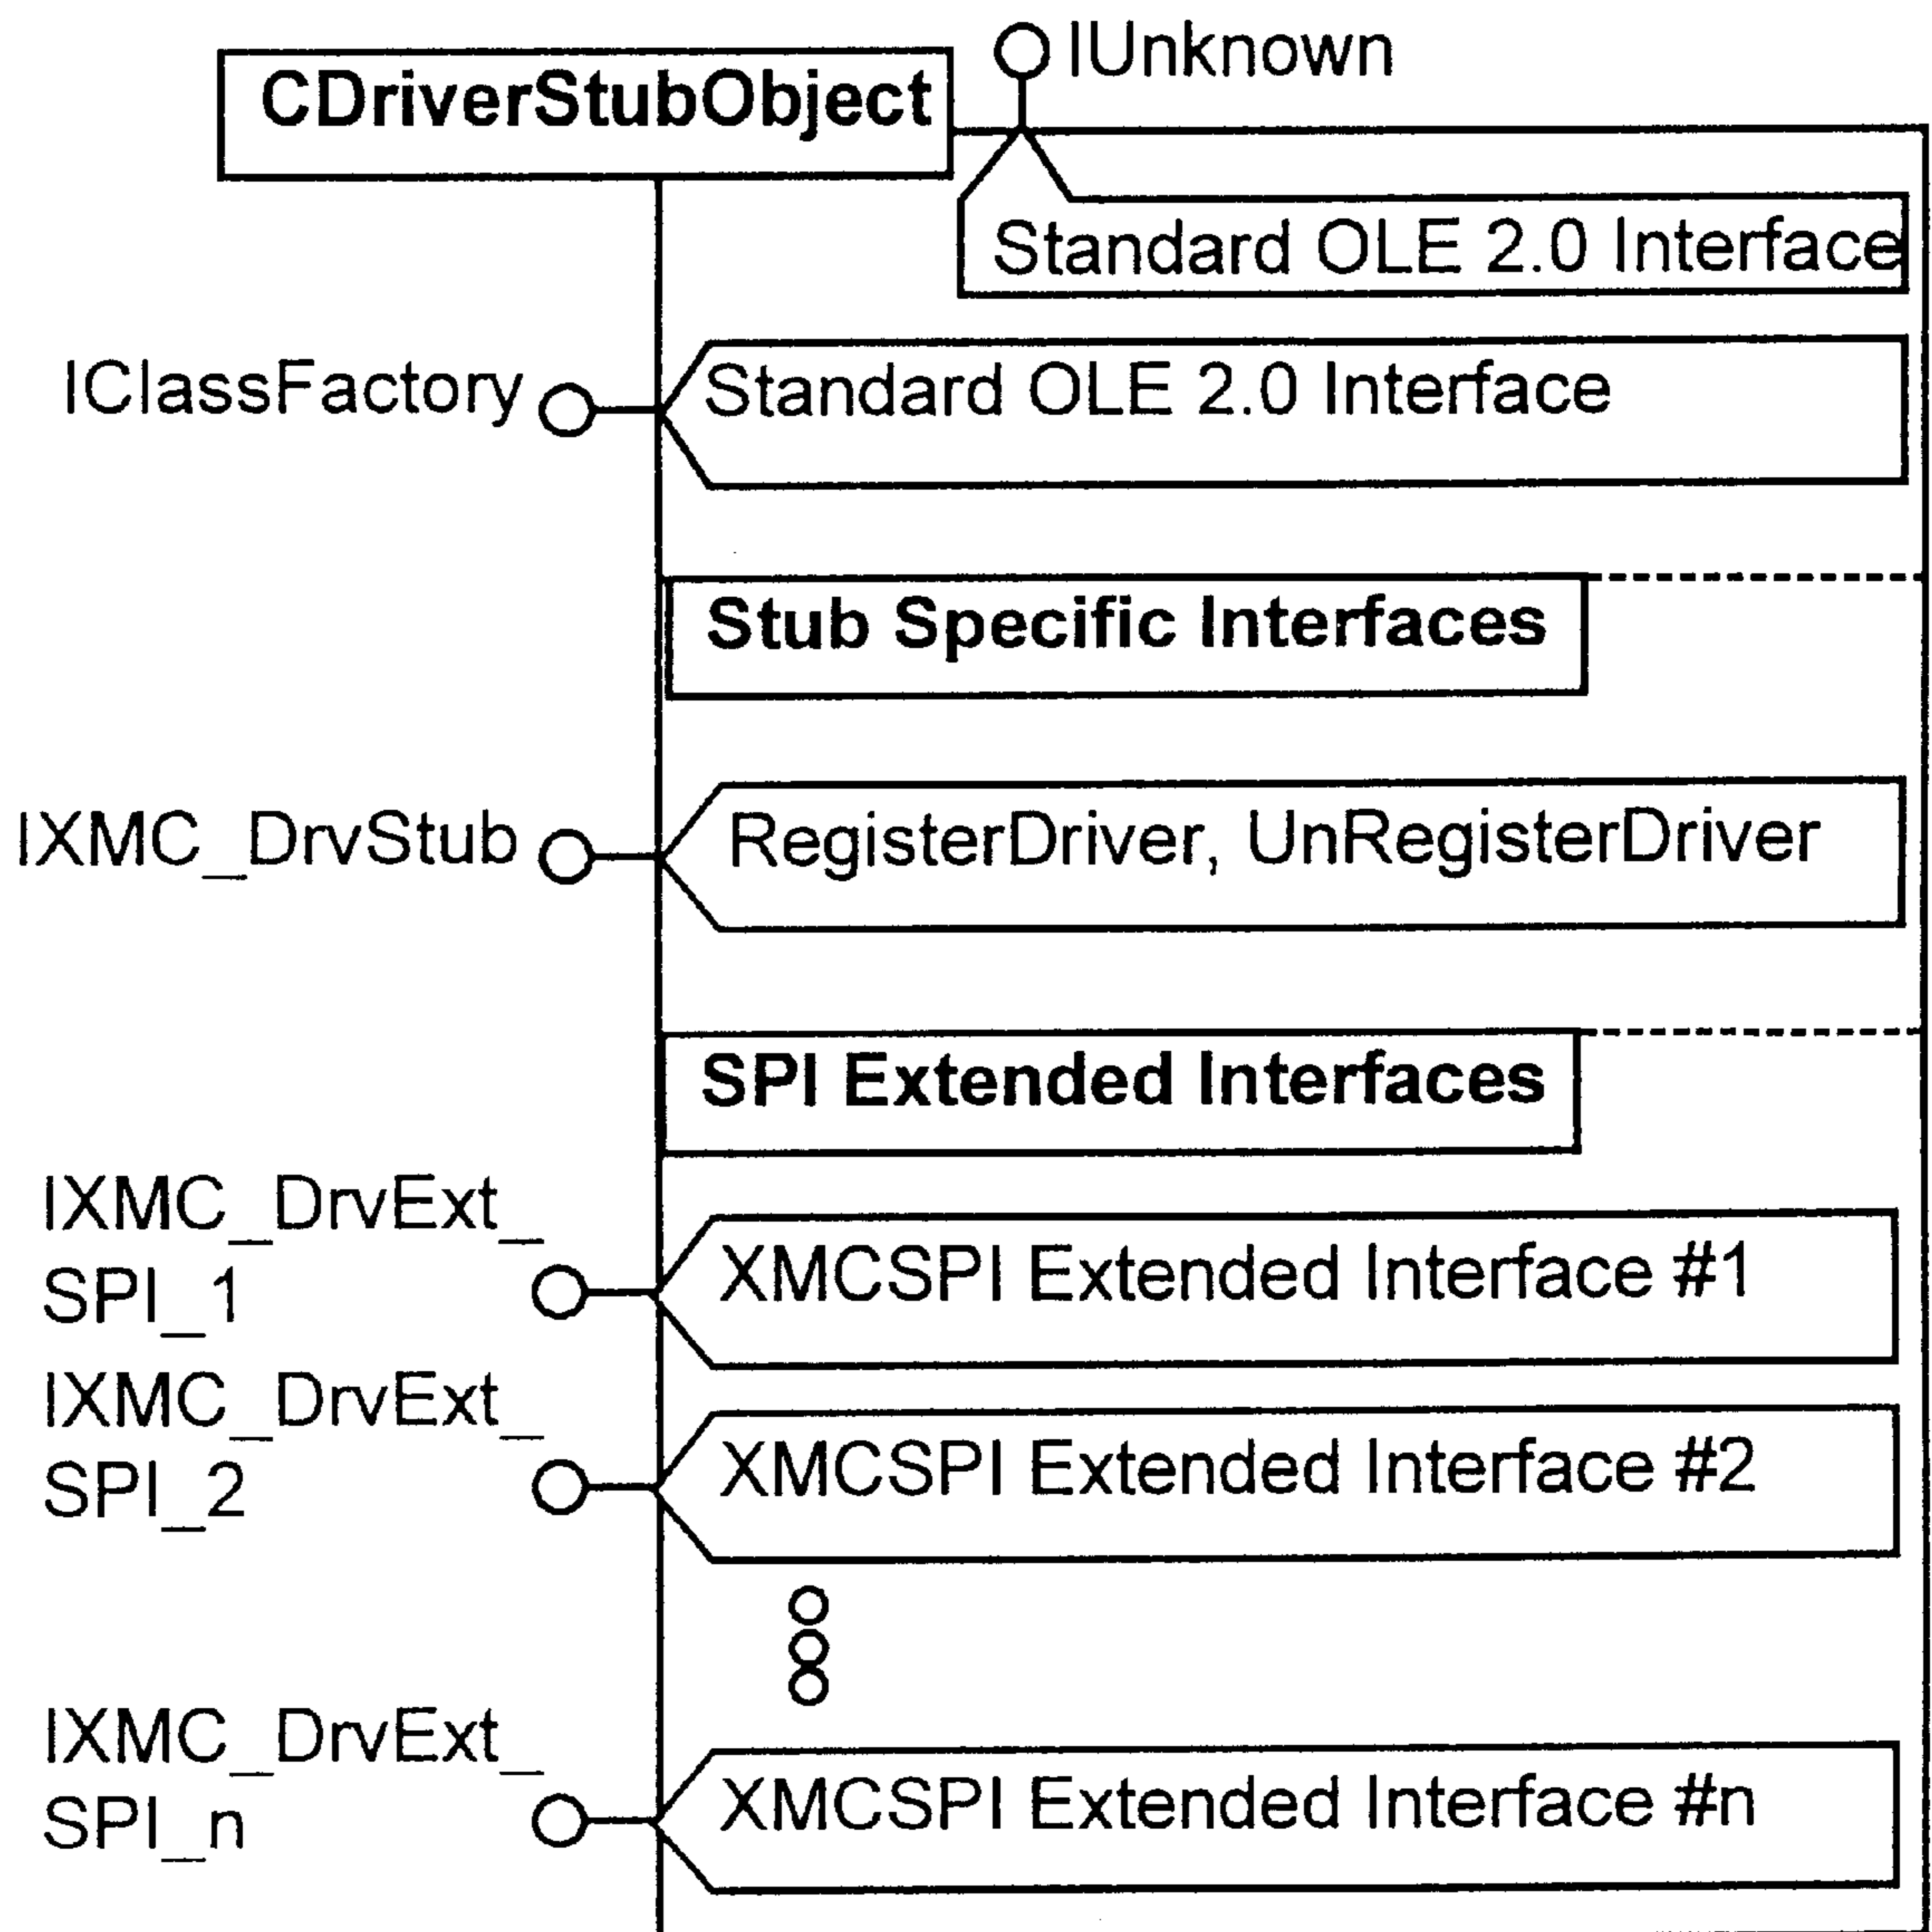 IUnknown
CDriverStubObject
Standard OLE 2.0 Interface
IClassFactory
Standard OLE 2.0 Interface
Stub Specific Interfaces
IXMC_DrvStub
RegisterDriver, UnRegisterDriver
SPI Extended Interfaces
IXMC_DrvExt_
SPI_1
XMCSPI Extended Interface #1
IXMC_DrvExt_
SPI_2
XMCSPI Extended Interface #2
IXMC_DrvExt_
SPI_n
XMCSPI Extended Interface #n